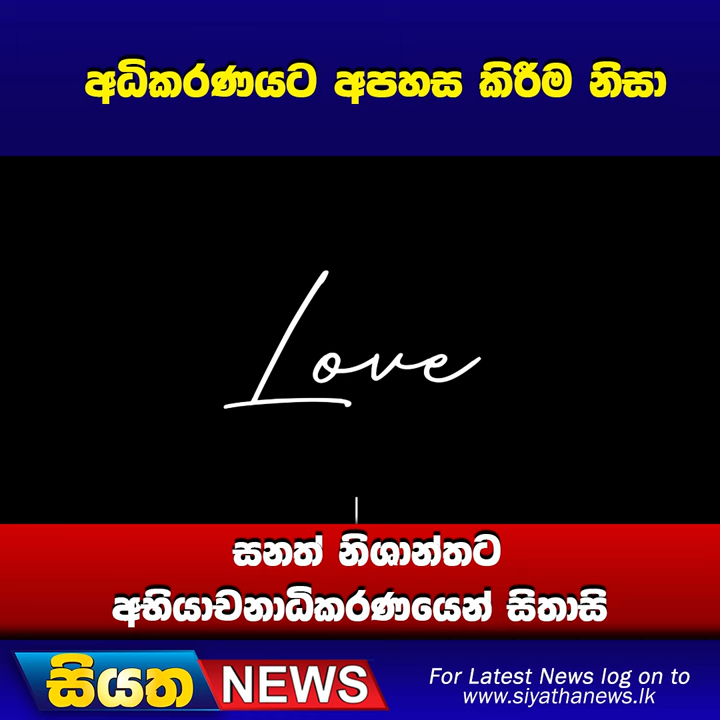 අධිකරණයට අපහස කිරීම නිසා
Love
සනත් නිශාන්තට
අභියාචනාධිකරණයෙන් සිතාසි
සියත NEWS
For Latest News log on to
www.siyathanews.lk